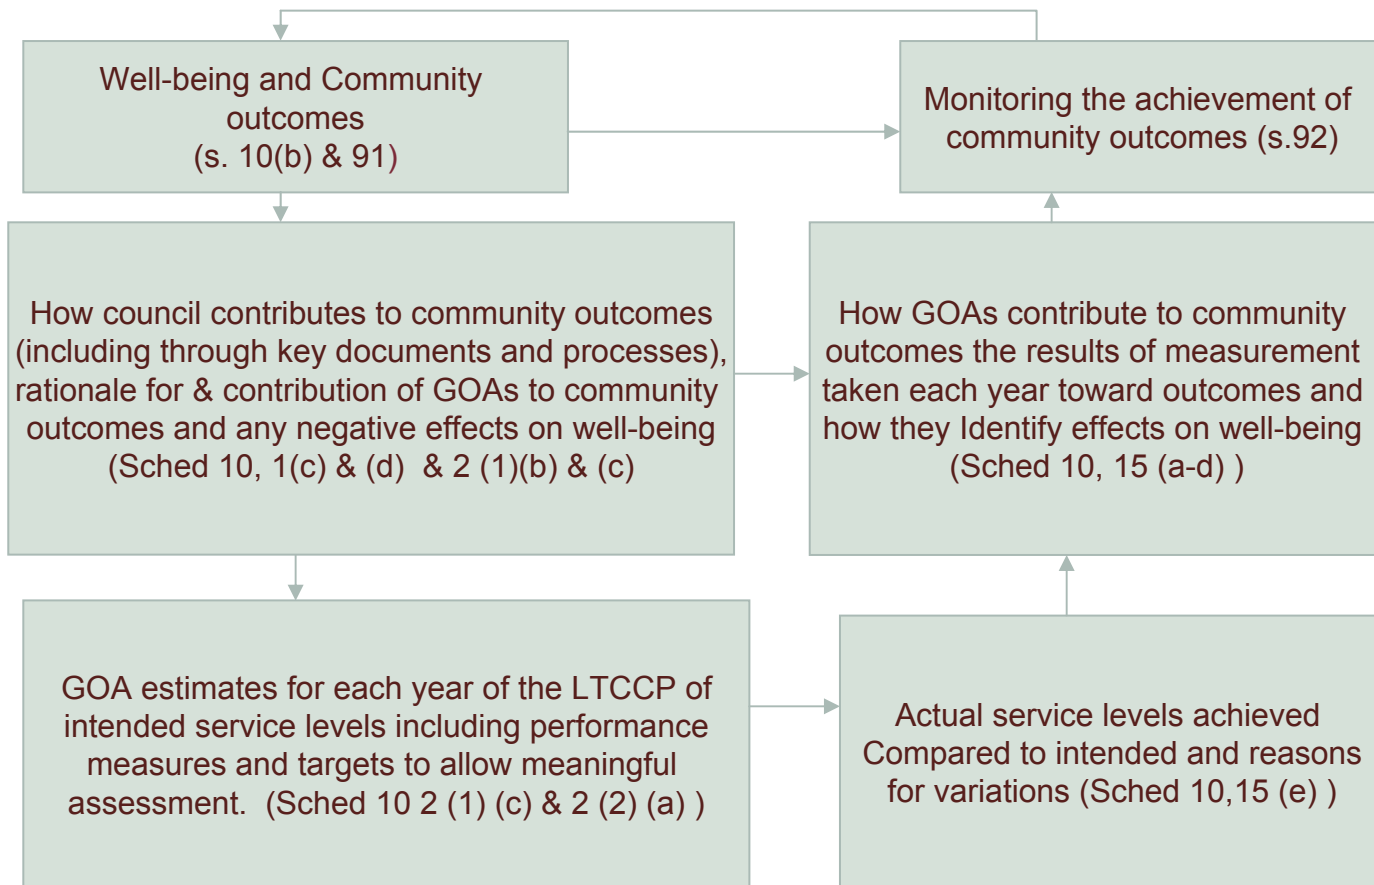 Well-being and Community
outcomes
(s. 10(b) & 91)
Monitoring the achievement of
community outcomes (s.92)
How council contributes to community outcomes
(including through key documents and processes),
rationale for & contribution of GOAs to community
outcomes and any negative effects on well-being
(Sched 10, 1(c) & (d) & 2 (1)(b) & (c)
How GOAs contribute to community
outcomes the results of measurement
taken each year toward outcomes and
how they Identify effects on well-being
(Sched 10, 15 (a-d) )
GOA estimates for each year of the LTCCP of
intended service levels including performance
measures and targets to allow meaningful
assessment. (Sched 10 2 (1) (c) & 2 (2) (a) )
Actual service levels achieved
Compared to intended and reasons
for variations (Sched 10,15 (e) )